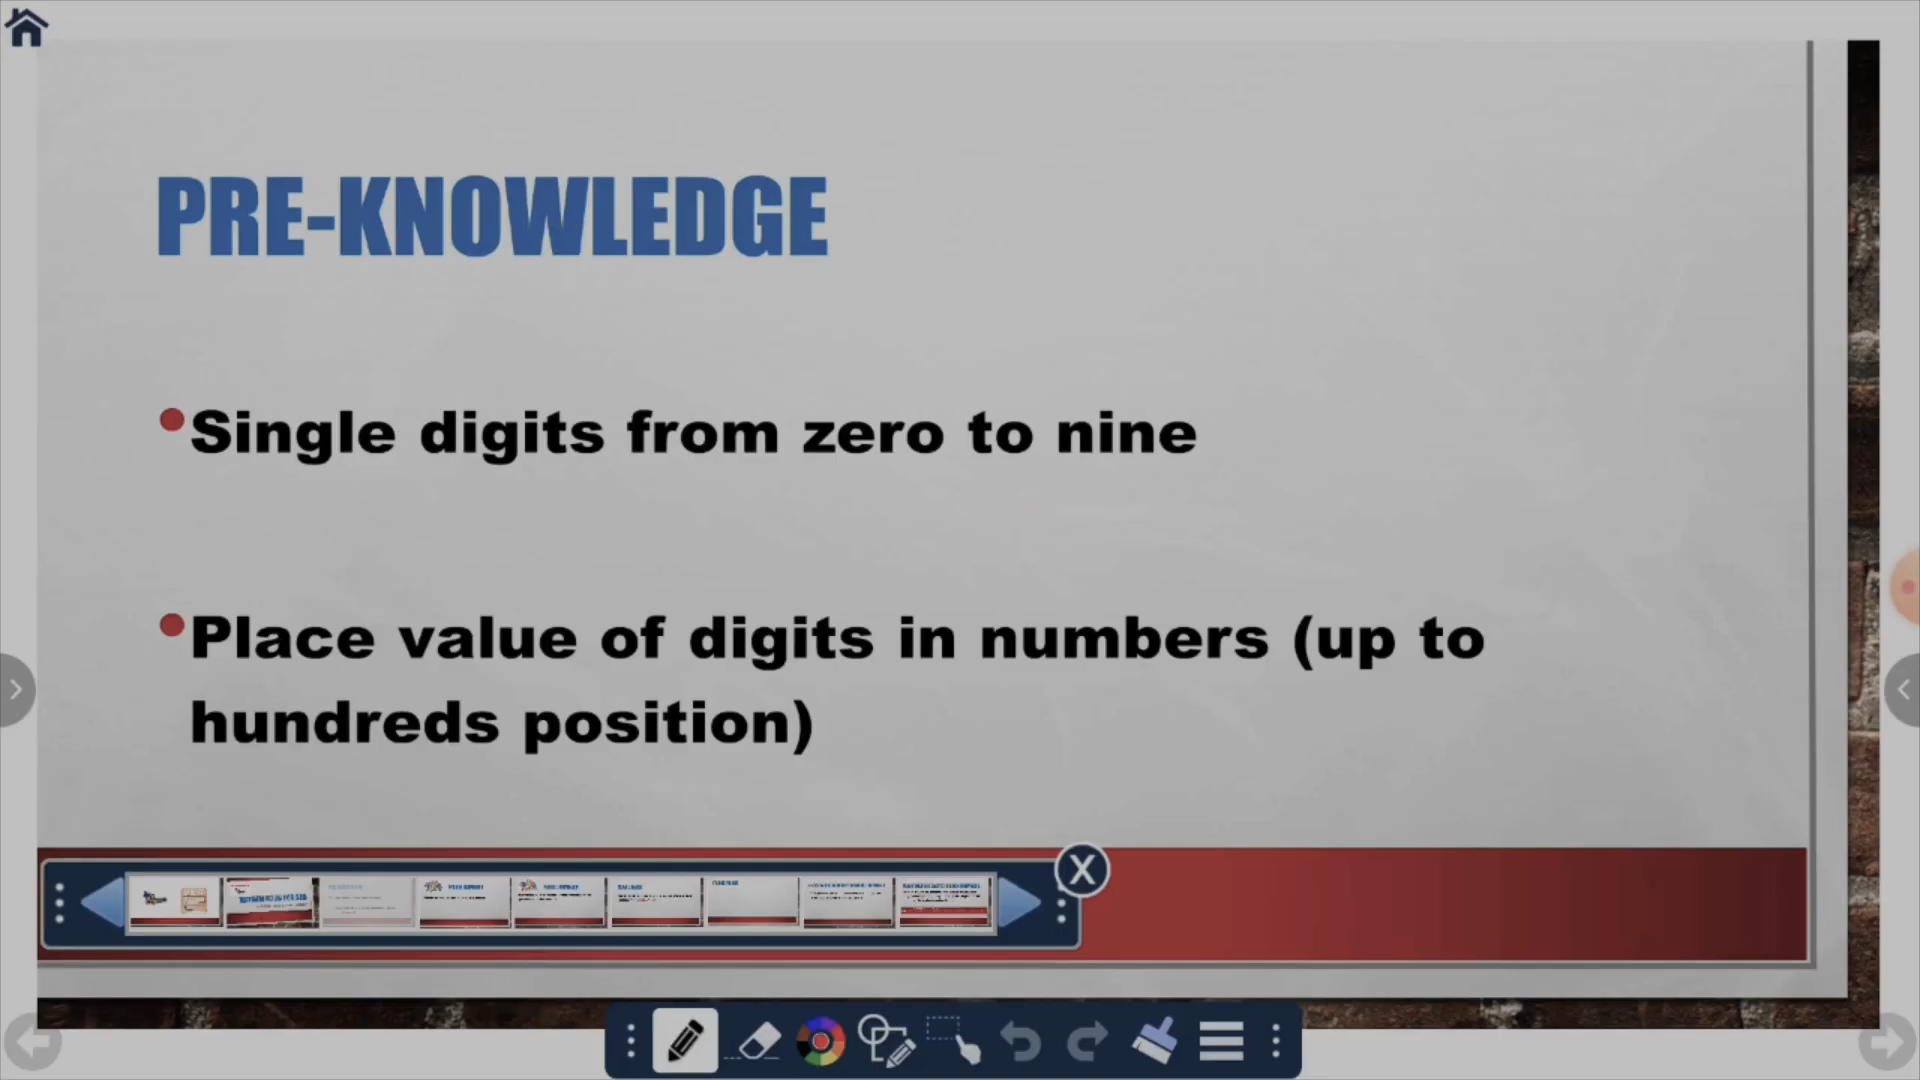 PRE-KNOWLEDGE
•Single digits from zero to nine
•Place value of digits in numbers (up to
hundreds position)
X